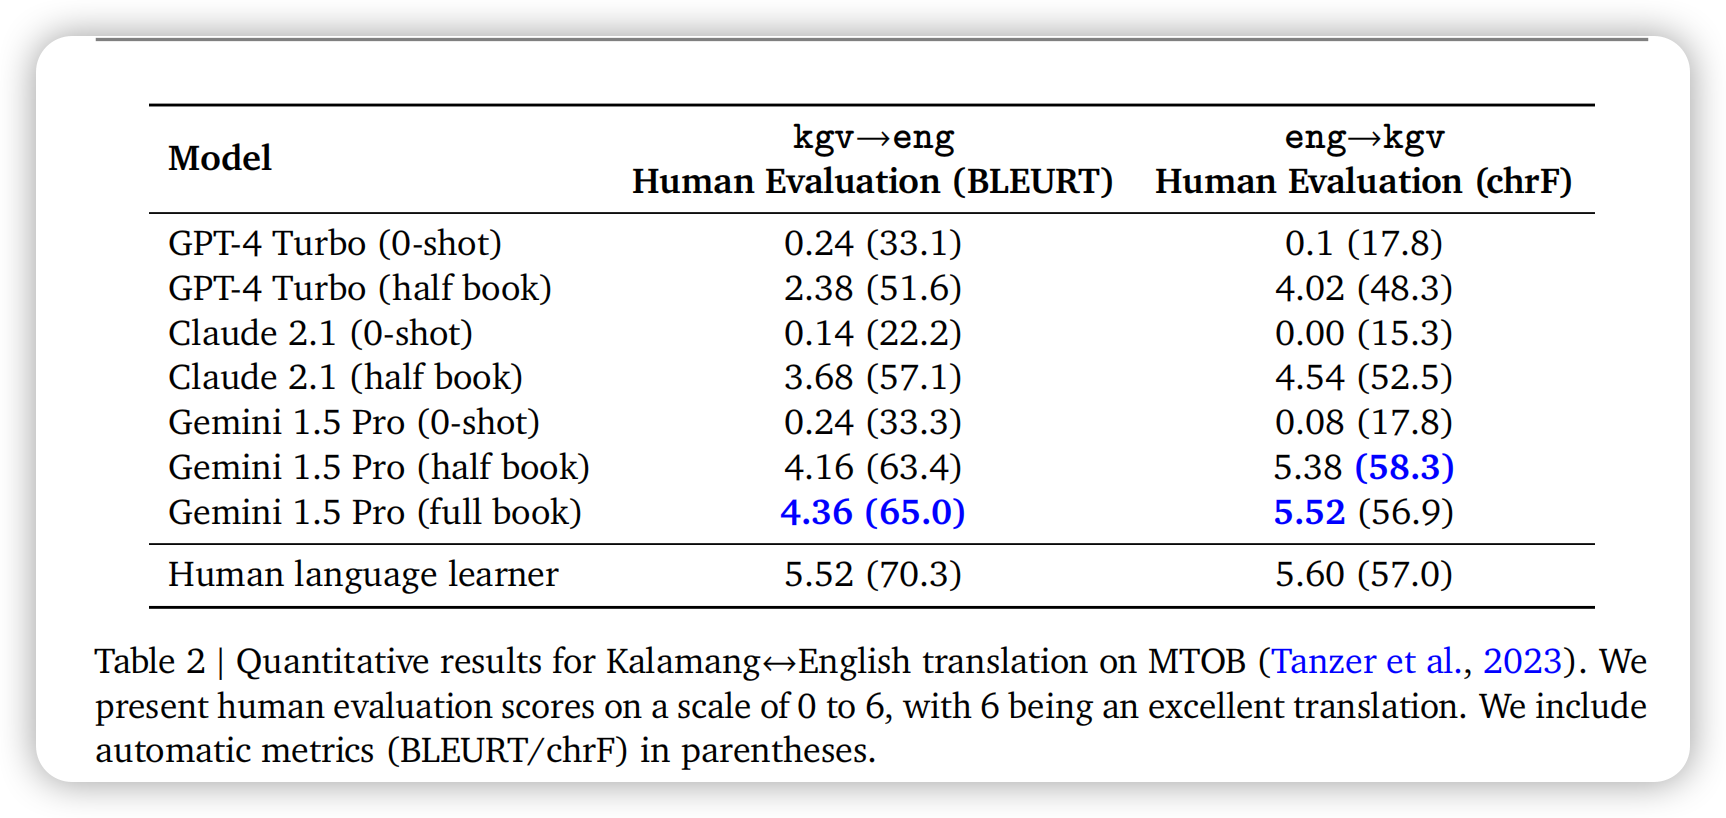 Model
kgv→eng
Human Evaluation (BLEURT)
eng→kgv
Human Evaluation (chrF)
GPT-4 Turbo (0-shot) 0.24 (33.1) 0.1 (17.8)
GPT-4 Turbo (half book) 2.38 (51.6) 4.02 (48.3)
Claude 2.1 (0-shot) 0.14 (22.2) 0.00 (15.3)
Claude 2.1 (half book) 3.68 (57.1) 4.54 (52.5)
Gemini 1.5 Pro (0-shot) 0.24 (33.3) 0.08 (17.8)
Gemini 1.5 Pro (half book) 4.16 (63.4) 5.38 (58.3)
Gemini 1.5 Pro (full book) 4.36 (65.0) 5.52 (56.9)
Human language learner 5.52 (70.3) 5.60 (57.0)
Table 2 | Quantitative results for Kalamang↔English translation on MTOB (Tanzer et al., 2023). We
present human evaluation scores on a scale of 0 to 6, with 6 being an excellent translation. We include
automatic metrics (BLEURT/chrF) in parentheses.